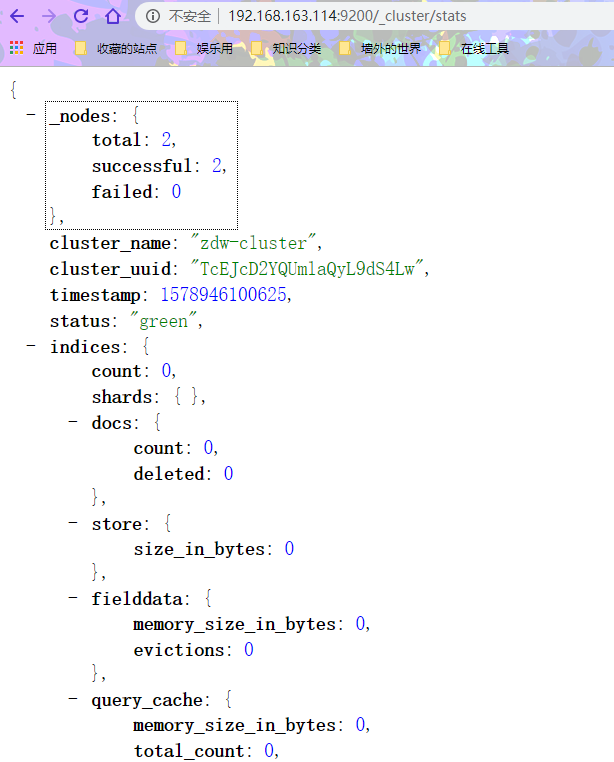 不安全 | 192.168.163.114:9200/_cluster/stats
应用 收藏的站点 娱乐用 知识分类 墙外的世界 在线工具
{
- _nodes: {
total: 2,
successful: 2,
failed: 0
},
cluster_name: "zdw-cluster",
cluster_uuid: "TcEJcD2YQUmlaQyL9dS4Lw",
timestamp: 1578946100625,
status: "green",
- indices: {
count: 0,
shards: { },
- docs: {
count: 0,
deleted: 0
},
- store: {
size_in_bytes: 0
},
- fielddata: {
memory_size_in_bytes: 0,
evictions: 0
},
- query_cache: {
memory_size_in_bytes: 0,
total_count: 0,